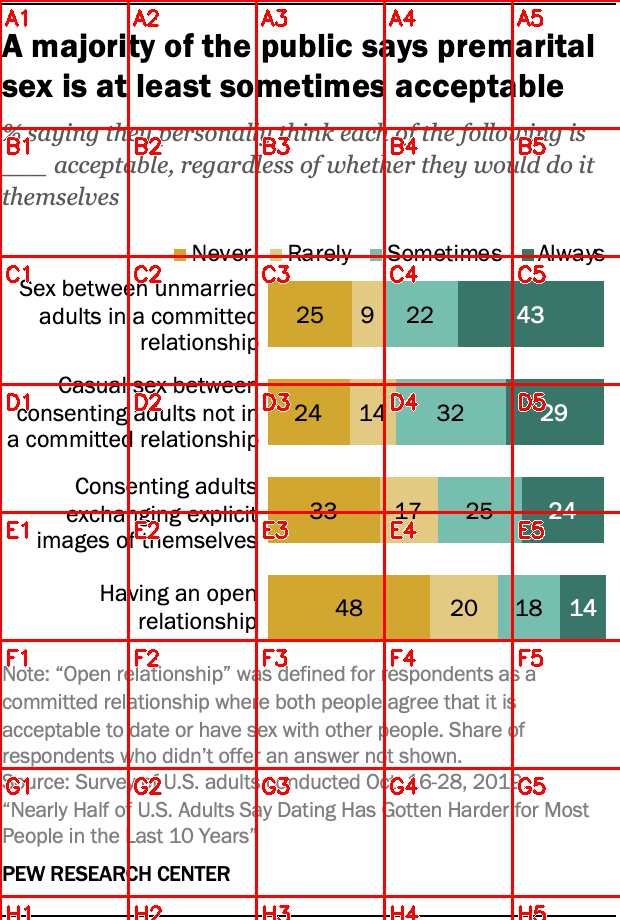 A majority of the public says premarital
sex is at least sometimes acceptable
% saying they personally think each of the following is
___ acceptable, regardless of whether they would do it
themselves
Never Rarely Sometimes Always
Sex between unmarried
adults in a committed
relationship
25 9 22 43
Casual sex between
consenting adults not in
a committed relationship
24 14 32 29
Consenting adults
exchanging explicit
images of themselves
33 17 25 24
Having an open
relationship
48 20 18 14
Note: “Open relationship” was defined for respondents as a
committed relationship where both people agree that it is
acceptable to date or have sex with other people. Share of
respondents who didn’t offer an answer not shown.
Source: Survey of U.S. adults conducted Oct. 16-28, 2019.
“Nearly Half of U.S. Adults Say Dating Has Gotten Harder for Most
People in the Last 10 Years”
PEW RESEARCH CENTER
A1 A2 A3 A4 A5
B1 B2 B3 B4 B5
C1 C2 C3 C4 C5
D1 D2 D3 D4 D5
E1 E2 E3 E4 E5
F1 F2 F3 F4 F5
G1 G2 G3 G4 G5
H1 H2 H3 H4 H5